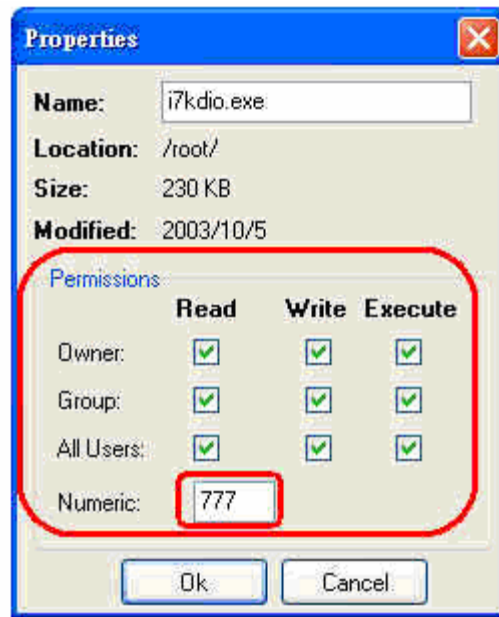 Properties
Name: i7kdio.exe
Location: /root/
Size: 230 KB
Modified: 2003/10/5
Permissions
Read Write Execute
Owner:
Group:
All Users:
Numeric: 777
Ok Cancel